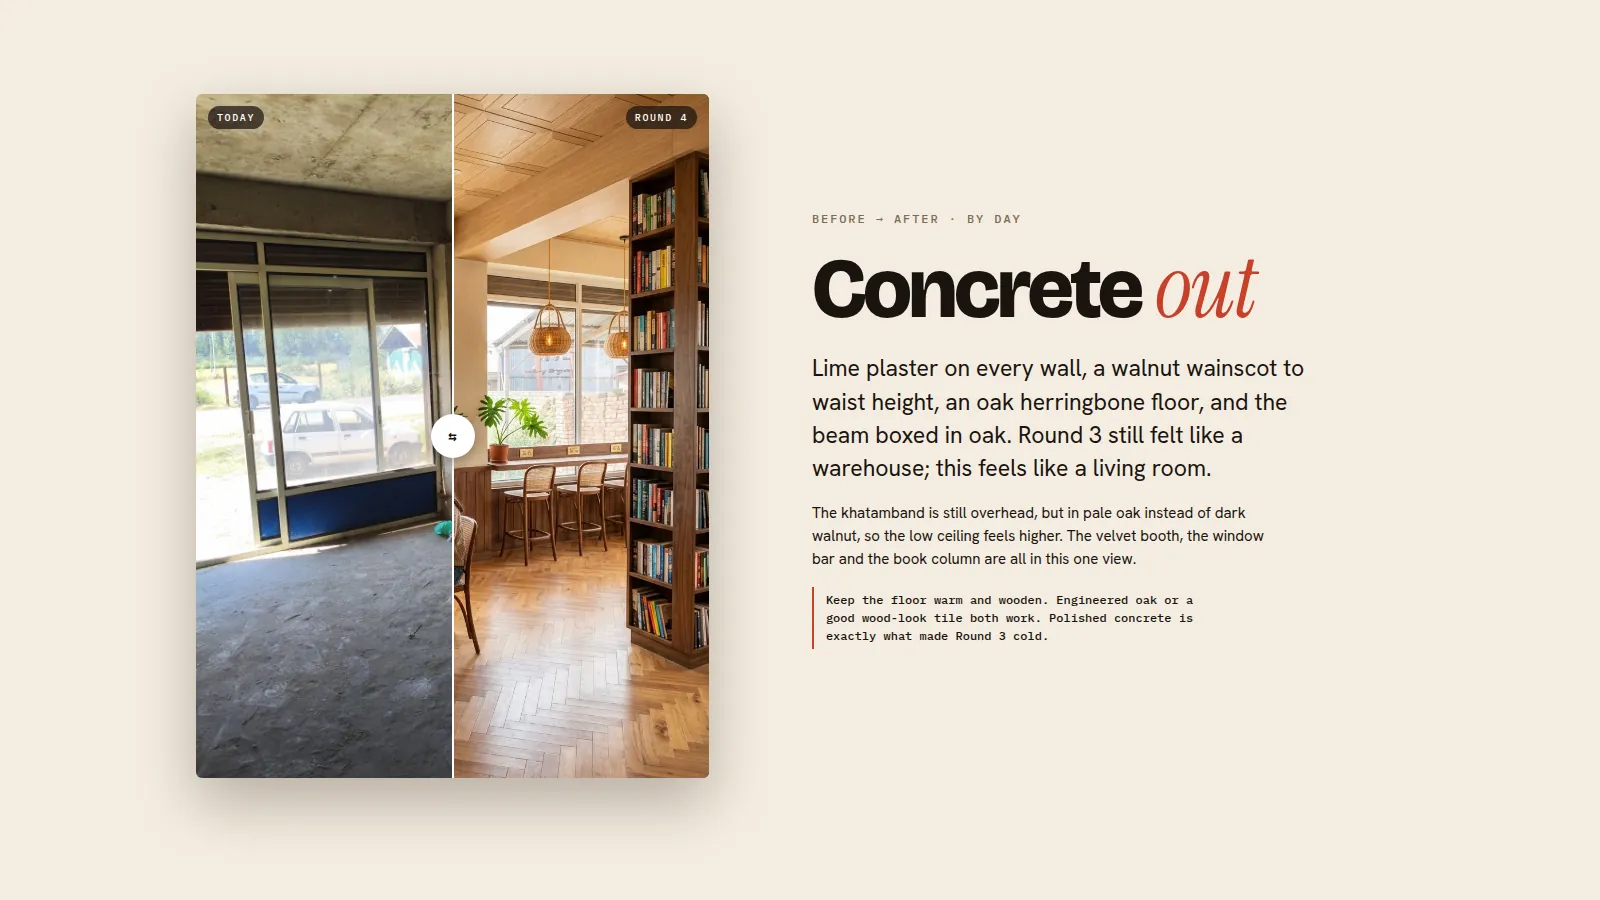 TODAY
ROUND 4
BEFORE → AFTER · BY DAY
Concrete out
Lime plaster on every wall, a walnut wainscot to
waist height, an oak herringbone floor, and the
beam boxed in oak. Round 3 still felt like a
warehouse; this feels like a living room.
The khatamband is still overhead, but in pale oak instead of dark
walnut, so the low ceiling feels higher. The velvet booth, the window
bar and the book column are all in this one view.
Keep the floor warm and wooden. Engineered oak or a
good wood-look tile both work. Polished concrete is
exactly what made Round 3 cold.